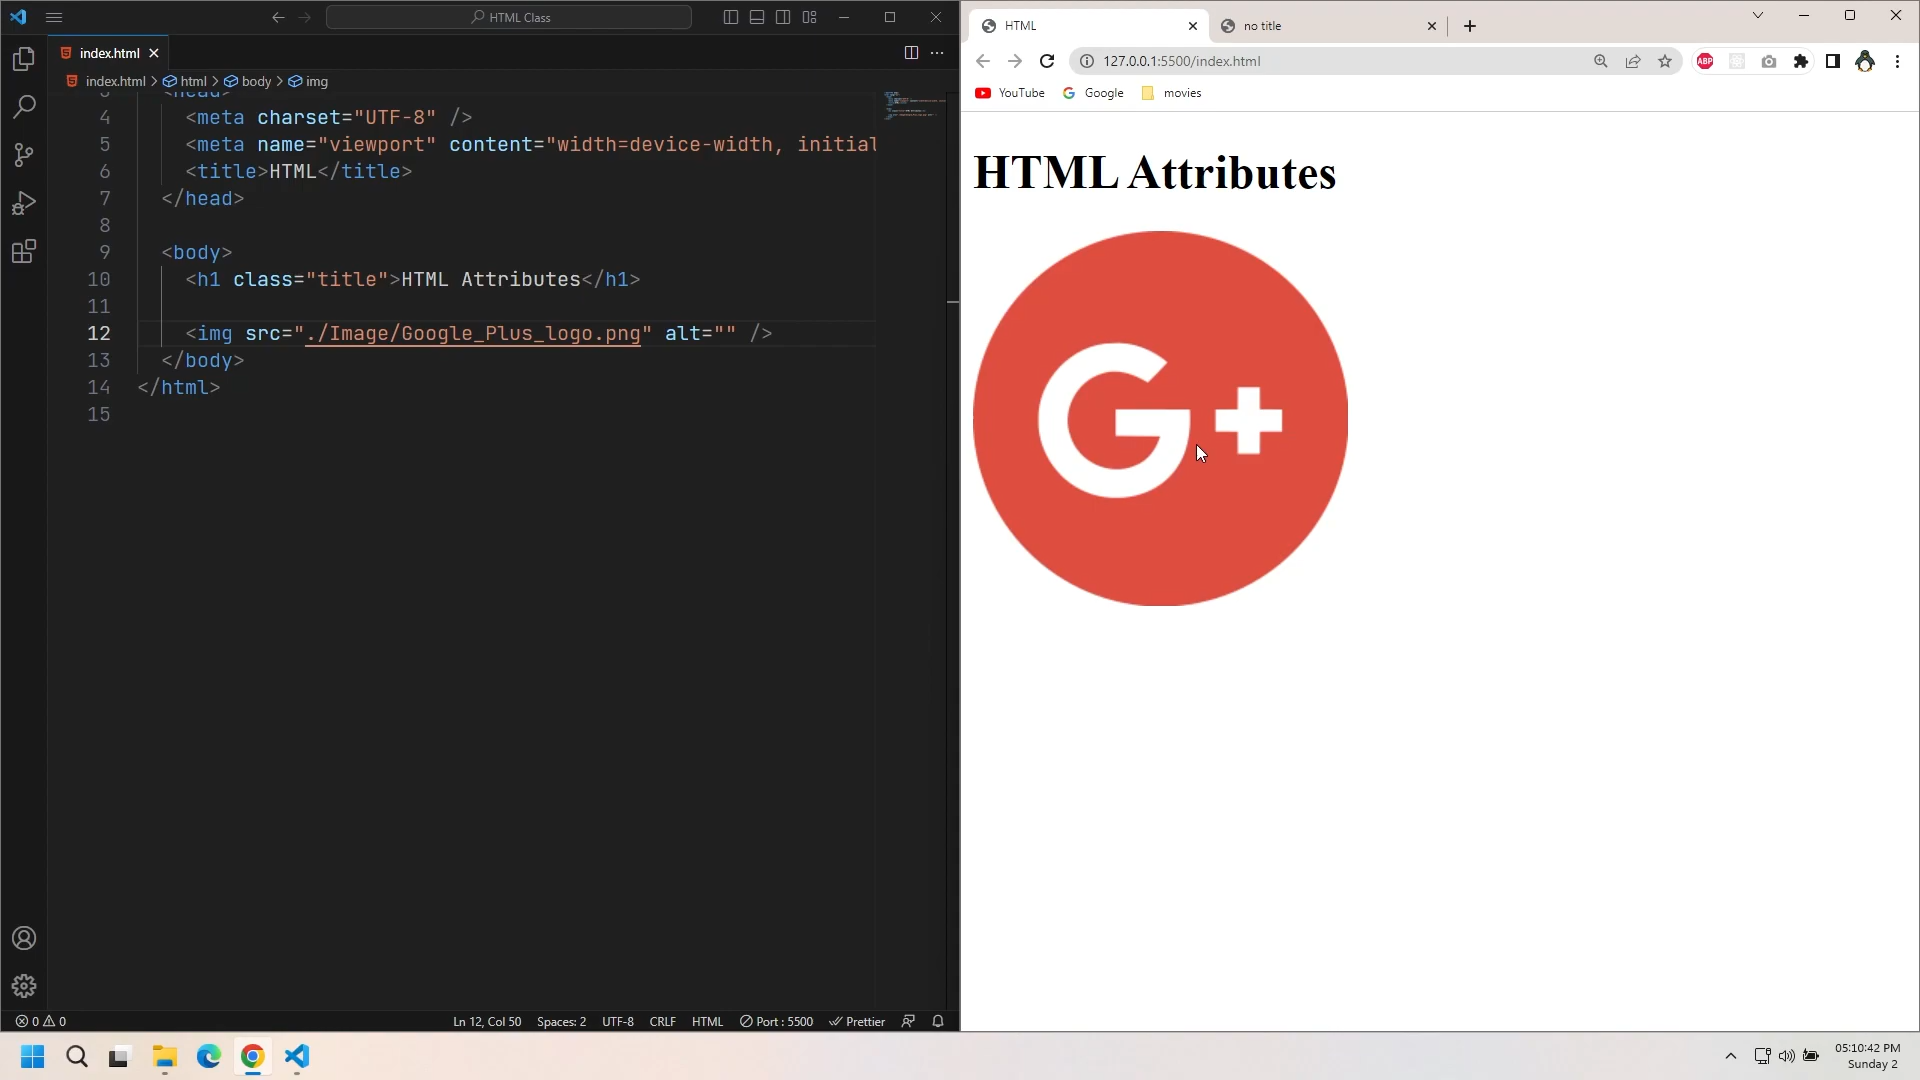 HTML Class
index.html
index.html > html > body > img
4 <meta charset="UTF-8" />
5 <meta name="viewport" content="width=device-width, initial
6 <title>HTML</title>
7 </head>
8
9 <body>
10 <h1 class="title">HTML Attributes</h1>
11
12 <img src="./Image/Google_Plus_logo.png" alt="" />
13 </body>
14 </html>
15
0 0
Ln 12, Col 50 Spaces: 2 UTF-8 CRLF HTML Port : 5500 Prettier
HTML no title
127.0.0.1:5500/index.html
ABP
YouTube Google movies
HTML Attributes
G+
05:10:42 PM
Sunday 2